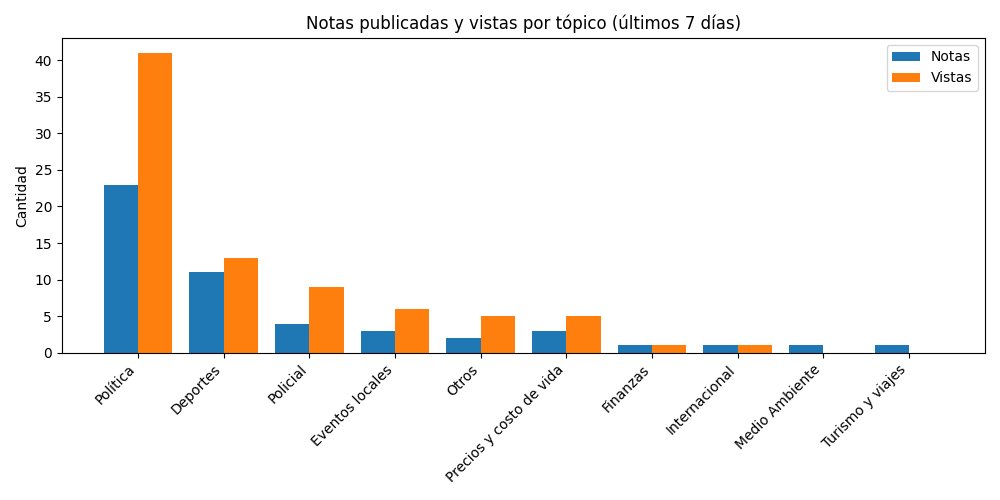 Notas publicadas y vistas por tópico (últimos 7 días)
Notas
Vistas
Cantidad
40
35
30
25
20
15
10
5
0
Política
Deportes
Policial
Eventos locales
Otros
Precios y costo de vida
Finanzas
Internacional
Medio Ambiente
Turismo y viajes